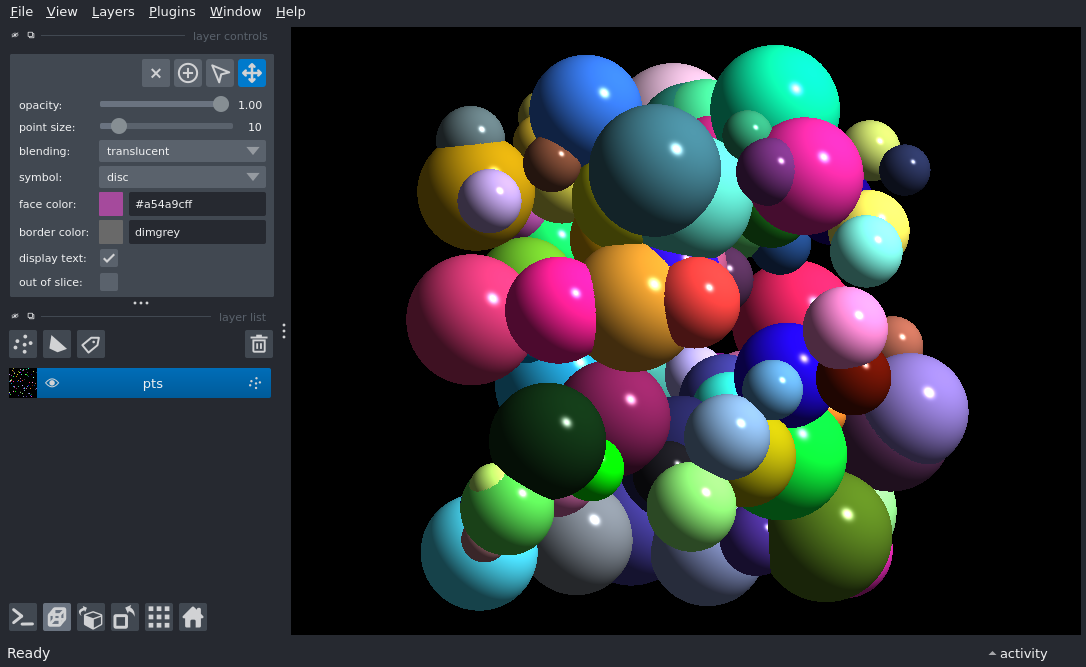 File View Layers Plugins Window Help
layer controls
opacity: 1.00
point size: 10
blending: translucent
symbol: disc
face color: #a54a9cff
border color: dimgrey
display text:
out of slice:
layer list
pts
Ready
activity